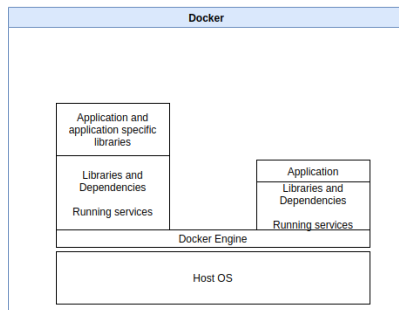 Docker
Application and
application specific
libraries
Libraries and
Dependencies
Running services
Application
Libraries and
Dependencies
Running services
Docker Engine
Host OS